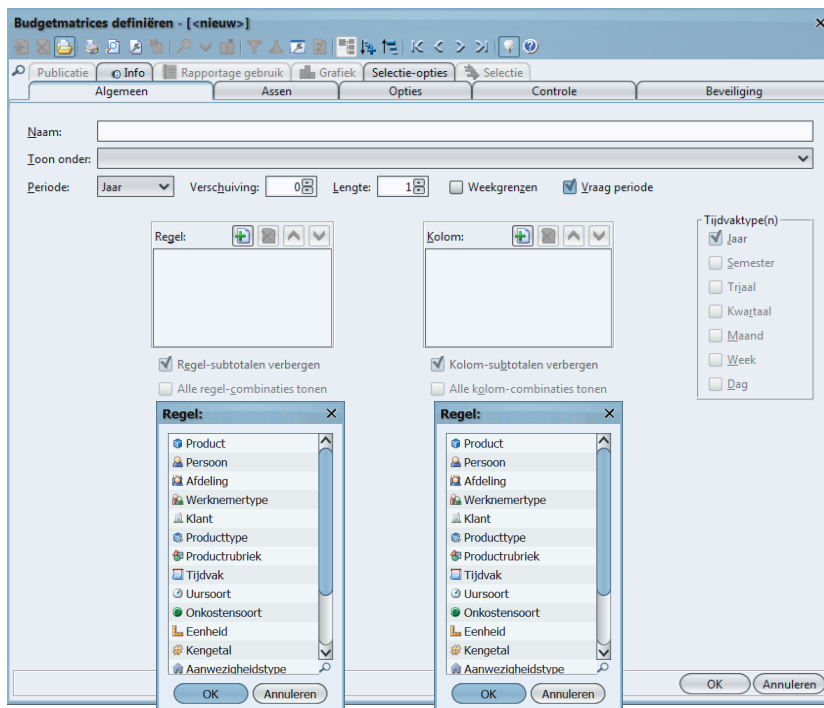 Budgetmatrices definiëren - [<nieuw>]
Publicatie Info Rapportage gebruik Grafiek Selectie-opties Selectie
Algemeen Assen Opties Controle Beveiliging
Naam:
Toon onder:
Periode: Jaar Verschuiving: 0 Lengte: 1 Weekgrenzen Vraag periode
Regel: Kolom: Tijdvaktype(n)
Jaar
Semester
Triaal
Kwartaal
Maand
Week
Dag
Regel-subtotalen verbergen Kolom-subtotalen verbergen
Alle regel-combinaties tonen Alle kolom-combinaties tonen
Regel:
Product
Persoon
Afdeling
Werknemertype
Klant
Producttype
Productrubriek
Tijdvak
Uursoort
Onkostensoort
Eenheid
Kengetal
Aanwezigheidstype
OK Annuleren
Regel:
Product
Persoon
Afdeling
Werknemertype
Klant
Producttype
Productrubriek
Tijdvak
Uursoort
Onkostensoort
Eenheid
Kengetal
Aanwezigheidstype
OK Annuleren
OK Annuleren